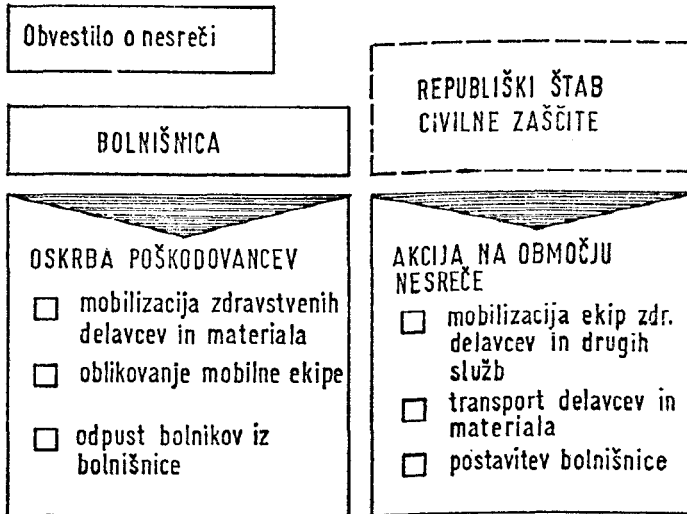 Obvestilo o nesreči
BOLNIŠNICA
OSKRBA POŠKODOVANCEV
mobilizacija zdravstvenih
delavcev in materiala
oblikovanje mobilne ekipe
odpust bolnikov iz
bolnišnice
REPUBLIŠKI ŠTAB
CIVILNE ZAŠČITE
AKCIJA NA OBMOČJU
NESREČE
mobilizacija ekip zdr.
delavcev in drugih
služb
transport delavcev in
materiala
postavitev bolnišnice